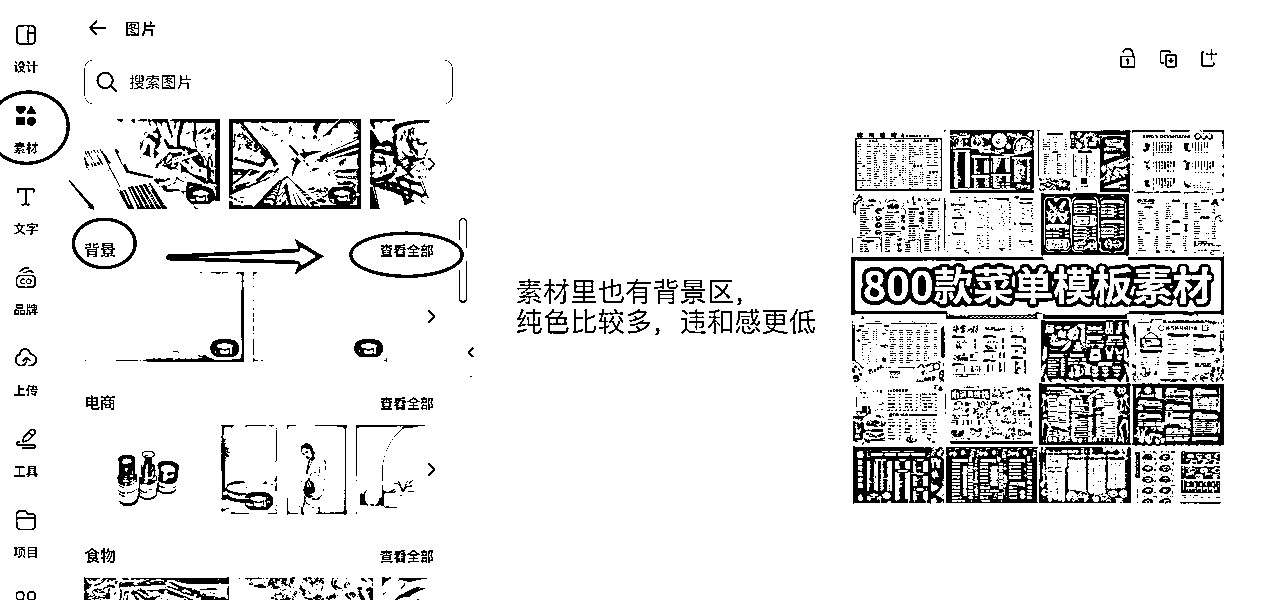 图片
搜索图片
设计
素材
文字
品牌
上传
工具
项目
背景
查看全部
电商
查看全部
食物
查看全部
素材里也有背景区，
纯色比较多，违和感更低
800款菜单模板素材